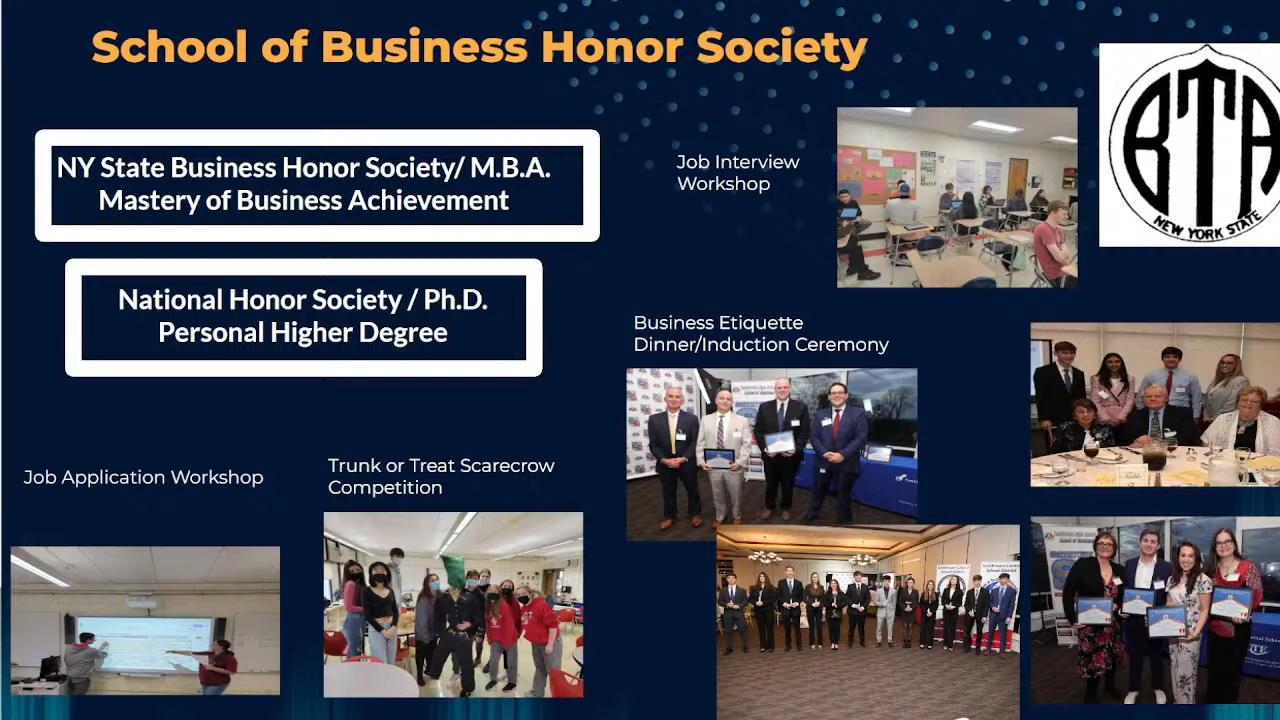 School of Business Honor Society
NY State Business Honor Society/ M.B.A.
Mastery of Business Achievement
National Honor Society / Ph.D.
Personal Higher Degree
Job Interview
Workshop
BTA
NEW YORK STATE
Business Etiquette
Dinner/Induction Ceremony
Job Application Workshop
Trunk or Treat Scarecrow
Competition